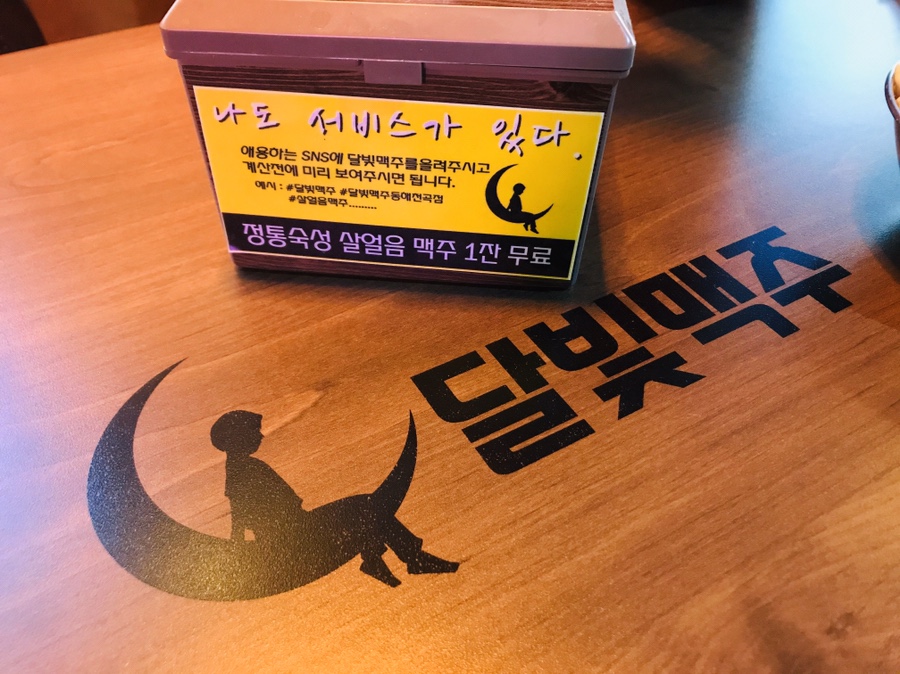 나도 서비스가 있다.
애용하는 SNS에 달빛맥주를올려주시고
계산전에 미리 보여주시면 됩니다.
예시 : #달빛맥주 #달빛맥주동예천곡점
#살얼음맥주.........
정통숙성 살얼음 맥주 1잔 무료
달빛맥주